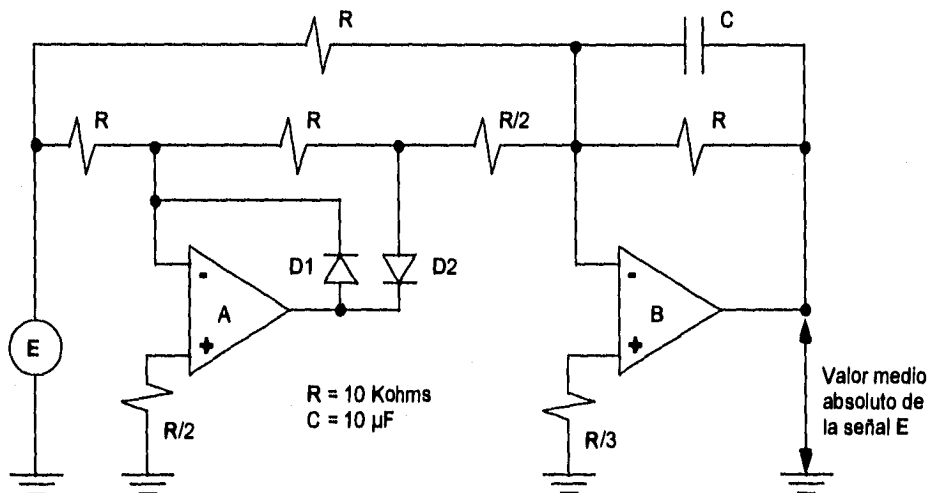 R
C
R
R
R/2
R
D1
D2
-
A
+
-
B
+
E
R/2
R = 10 Kohms
C = 10 µF
R/3
Valor medio
absoluto de
la señal E